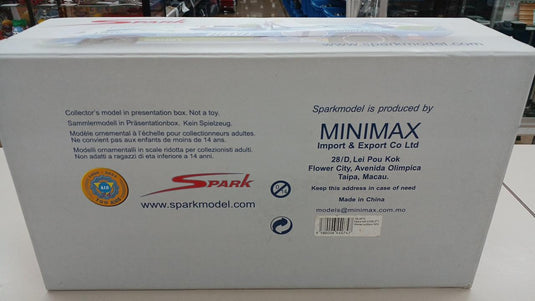 www.sparkmodel.com
Collector's model in presentation box. Not a toy.
Sammlermodell in Präsentationbox. Kein Spielzeug.
Modèle ornemental à l'échelle pour collectionneurs adultes.
Ne convient pas aux enfants de moins de 14 ans.
Modelli ornamentali in scale ridotta per collezionisti adulti.
Non adatti a ragazzi di eta inferiore a 14 anni.
SPARK
www.sparkmodel.com
Sparkmodel is produced by
MINIMAX
Import & Export Co Ltd
28/D, Lei Pou Kok
Flower City, Avenida Olimpica
Taipa, Macau.
Keep this address in case of need
Made in China
models@minimax.com.mo